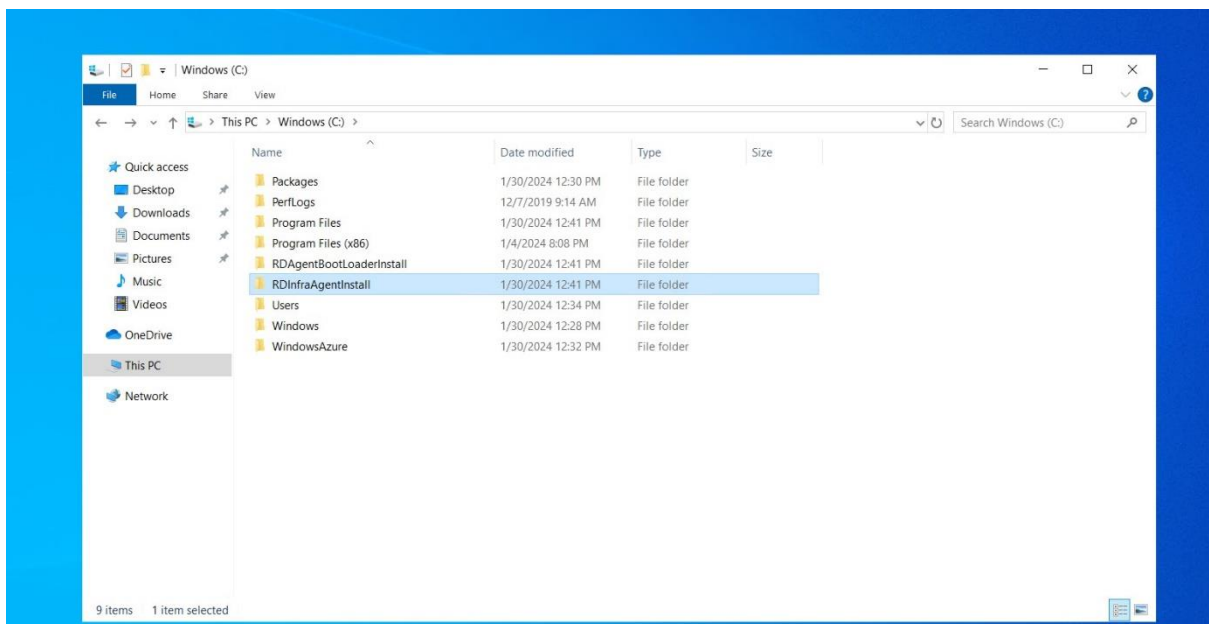 Windows (C:)
File Home Share View
This PC > Windows (C:) >
Search Windows (C:)
Quick access
Desktop
Downloads
Documents
Pictures
Music
Videos
OneDrive
This PC
Network
Name Date modified Type Size
Packages 1/30/2024 12:30 PM File folder
PerfLogs 12/7/2019 9:14 AM File folder
Program Files 1/30/2024 12:41 PM File folder
Program Files (x86) 1/4/2024 8:08 PM File folder
RDAgentBootLoaderInstall 1/30/2024 12:41 PM File folder
RDInfraAgentInstall 1/30/2024 12:41 PM File folder
Users 1/30/2024 12:34 PM File folder
Windows 1/30/2024 12:28 PM File folder
WindowsAzure 1/30/2024 12:32 PM File folder
9 items 1 item selected